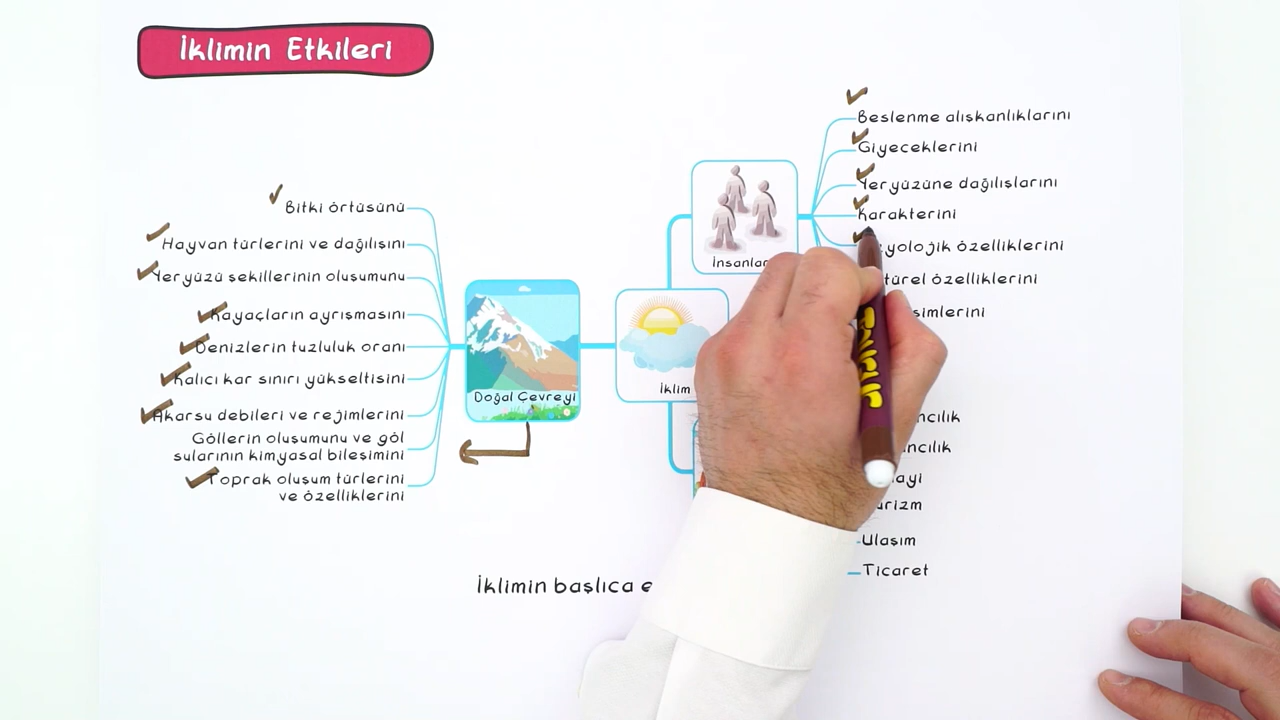 İklimin Etkileri
Bitki örtüsünü
Hayvan türlerini ve dağılışını
Yeryüzü şekillerinin oluşumunu
Kayaçların ayrışmasını
Denizlerin tuzluluk oranı
Kalıcı kar sınırı yükseltisini
Akarsu debileri ve rejimlerini
Göllerin oluşumunu ve göl
sularının kimyasal bileşimini
Toprak oluşum türlerini
ve özelliklerini
Doğal Çevreyi
İklim
İnsanlar
Beslenme alışkanlıklarını
Giyeceklerini
Yeryüzüne dağılışlarını
Karakterini
yolojik özelliklerini
türel özelliklerini
şimlerini
ncılık
ncılık
ayi
urizm
Ulaşım
Ticaret
İklimin başlıca e